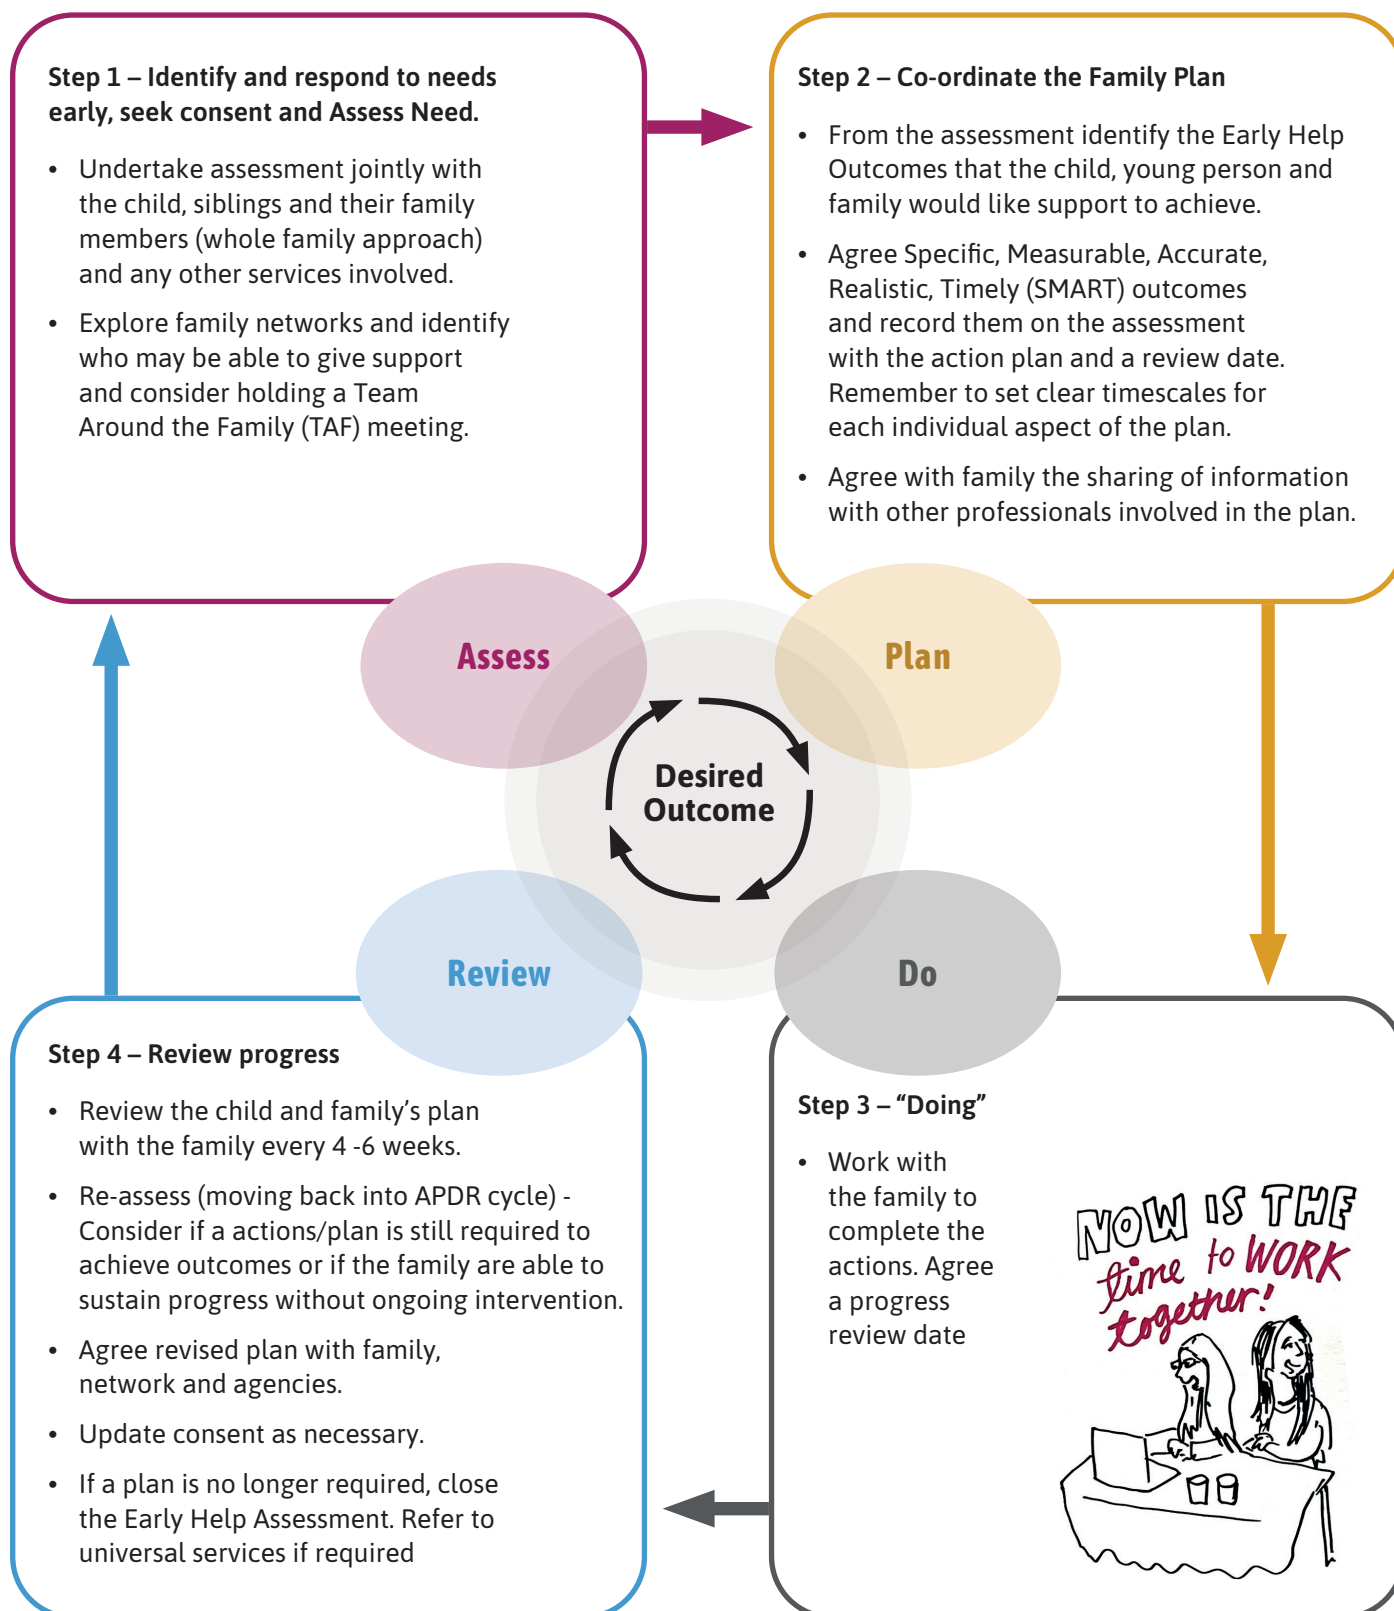 Step 1 – Identify and respond to needs
early, seek consent and Assess Need.
• Undertake assessment jointly with
the child, siblings and their family
members (whole family approach)
and any other services involved.
• Explore family networks and identify
who may be able to give support
and consider holding a Team
Around the Family (TAF) meeting.
Step 2 – Co-ordinate the Family Plan
• From the assessment identify the Early Help
Outcomes that the child, young person and
family would like support to achieve.
• Agree Specific, Measurable, Accurate,
Realistic, Timely (SMART) outcomes
and record them on the assessment
with the action plan and a review date.
Remember to set clear timescales for
each individual aspect of the plan.
• Agree with family the sharing of information
with other professionals involved in the plan.
Assess
Plan
Desired
Outcome
Review
Do
Step 3 – “Doing”
• Work with
the family to
complete the
actions. Agree
a progress
review date
NOW IS THE
time to WORK
together!
Step 4 – Review progress
• Review the child and family’s plan
with the family every 4 -6 weeks.
• Re-assess (moving back into APDR cycle) -
Consider if a actions/plan is still required to
achieve outcomes or if the family are able to
sustain progress without ongoing intervention.
• Agree revised plan with family,
network and agencies.
• Update consent as necessary.
• If a plan is no longer required, close
the Early Help Assessment. Refer to
universal services if required